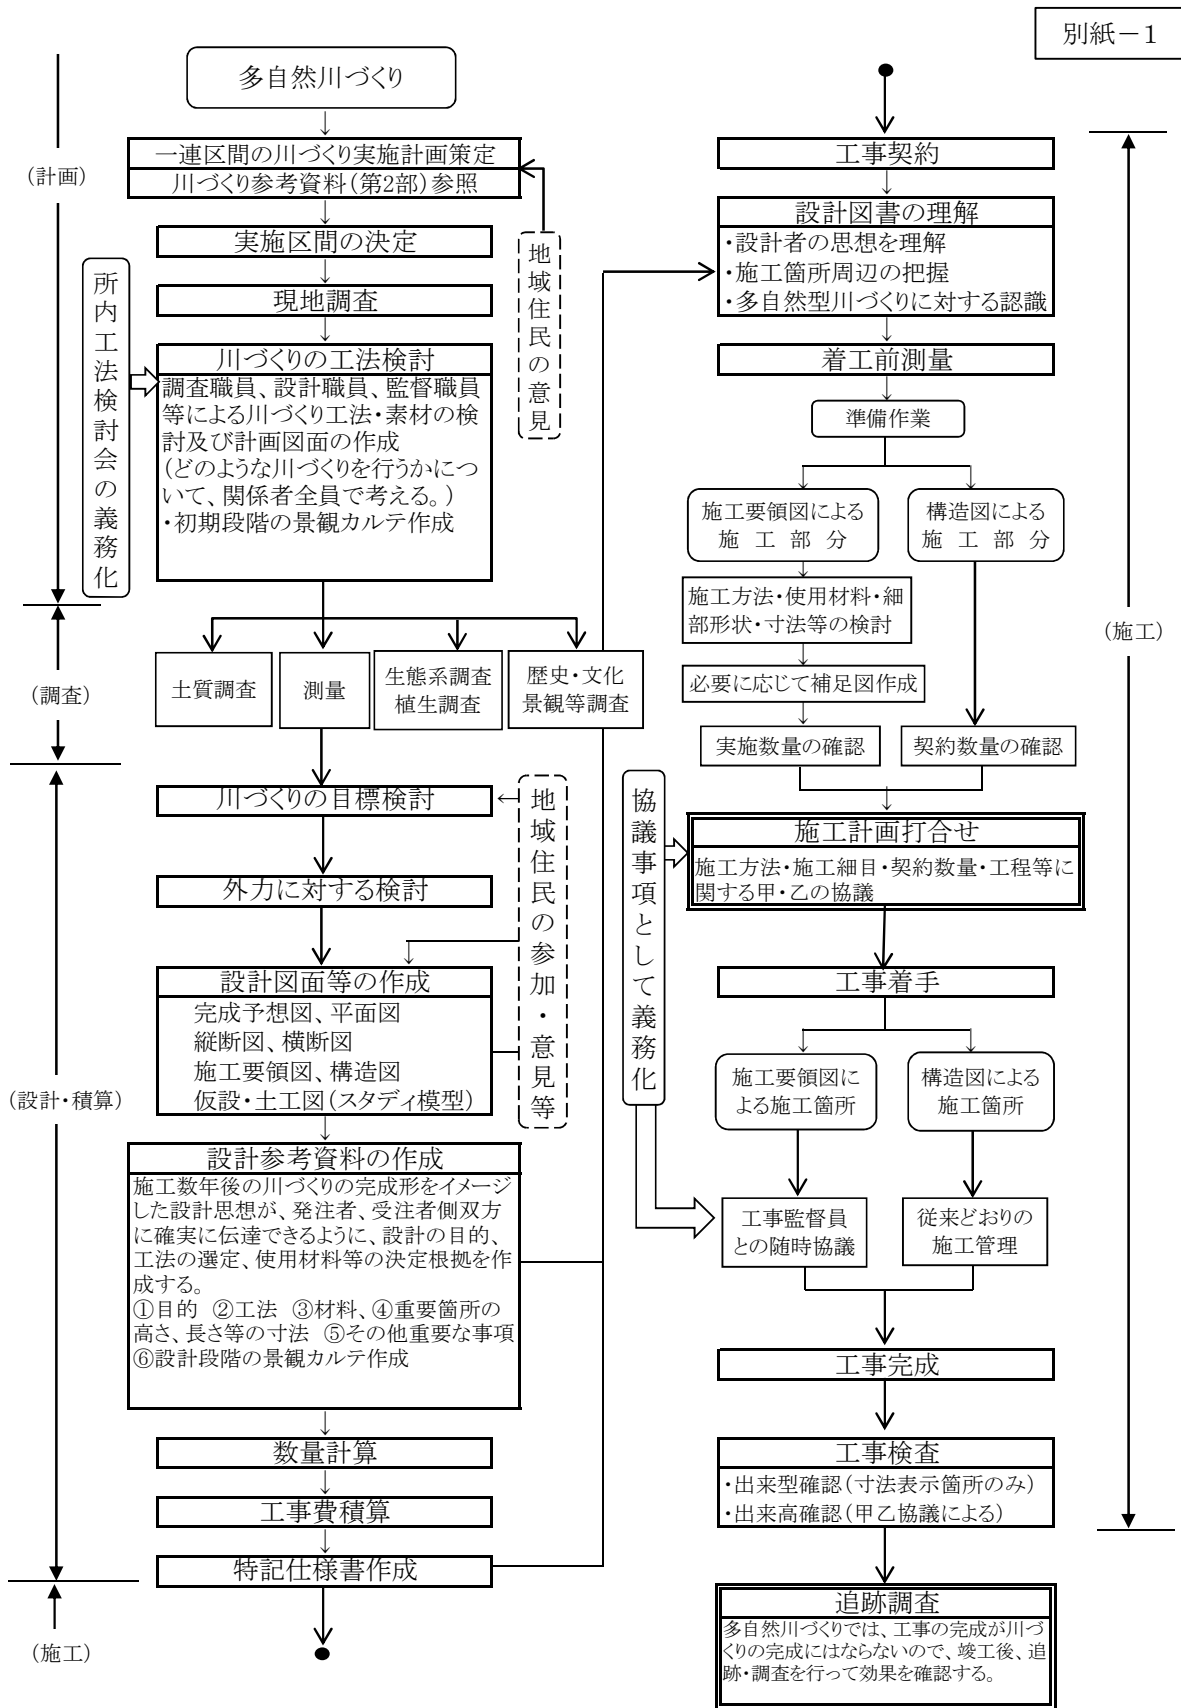 別紙－1
多自然川づくり
(計画)
一連区間の川づくり実施計画策定
川づくり参考資料(第2部)参照
実施区間の決定
現地調査
地域住民の意見
所内工法検討会の義務化
川づくりの工法検討
調査職員、設計職員、監督職員
等による川づくり工法・素材の検
討及び計画図面の作成
(どのような川づくりを行うかにつ
いて、関係者全員で考える。)
・初期段階の景観カルテ作成
(調査)
土質調査
測量
生態系調査
植生調査
歴史・文化
景観等調査
川づくりの目標検討
地域住民の参加・意見等
外力に対する検討
(設計・積算)
設計図面等の作成
完成予想図、平面図
縦断図、横断図
施工要領図、構造図
仮設・土工図(スタディ模型)
設計参考資料の作成
施工数年後の川づくりの完成形をイメージ
した設計思想が、発注者、受注者側双方
に確実に伝達できるように、設計の目的、
工法の選定、使用材料等の決定根拠を作
成する。
①目的 ②工法 ③材料、④重要箇所の
高さ、長さ等の寸法 ⑤その他重要な事項
⑥設計段階の景観カルテ作成
数量計算
工事費積算
特記仕様書作成
(施工)
工事契約
設計図書の理解
・設計者の思想を理解
・施工箇所周辺の把握
・多自然型川づくりに対する認識
着工前測量
準備作業
施工要領図による
施 工 部 分
構造図による
施 工 部 分
施工方法・使用材料・細
部形状・寸法等の検討
(施工)
必要に応じて補足図作成
実施数量の確認
契約数量の確認
協議事項として義務化
施工計画打合せ
施工方法・施工細目・契約数量・工程等に
関する甲・乙の協議
工事着手
施工要領図に
よる施工箇所
構造図による
施工箇所
工事監督員
との随時協議
従来どおりの
施工管理
工事完成
工事検査
・出来型確認(寸法表示箇所のみ)
・出来高確認(甲乙協議による)
追跡調査
多自然川づくりでは、工事の完成が川づ
くりの完成にはならないので、竣工後、追
跡・調査を行って効果を確認する。